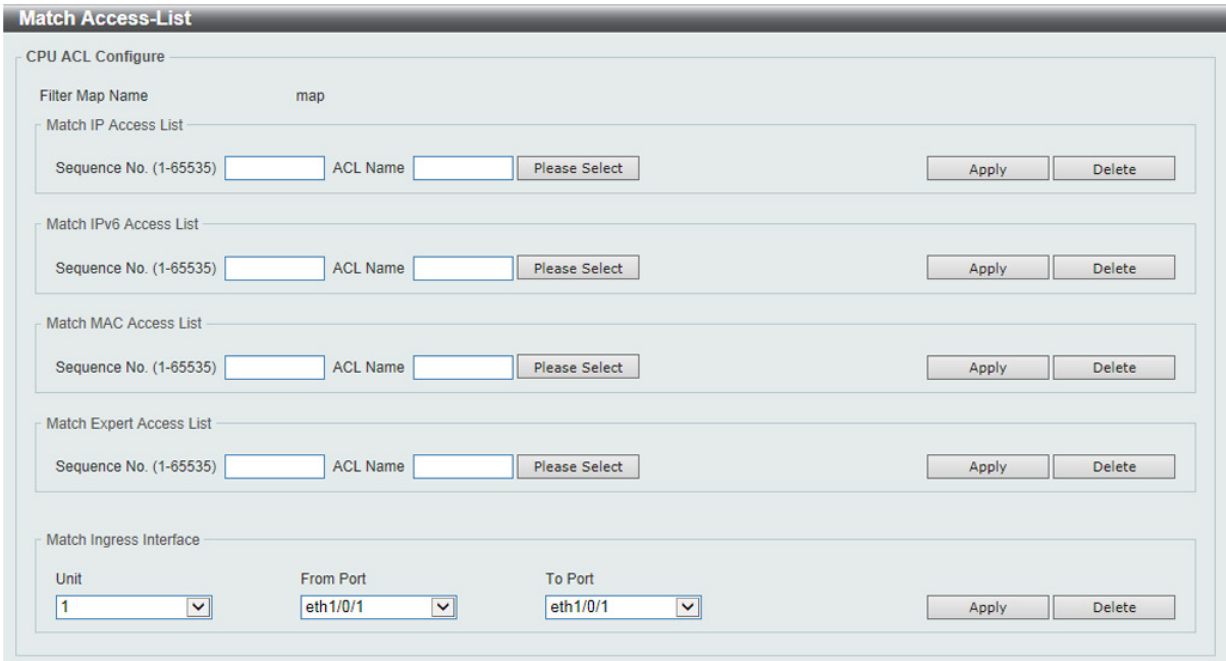 Match Access-List
CPU ACL Configure
Filter Map Name map
Match IP Access List
Sequence No. (1-65535) ACL Name Please Select Apply Delete
Match IPv6 Access List
Sequence No. (1-65535) ACL Name Please Select Apply Delete
Match MAC Access List
Sequence No. (1-65535) ACL Name Please Select Apply Delete
Match Expert Access List
Sequence No. (1-65535) ACL Name Please Select Apply Delete
Match Ingress Interface
Unit From Port To Port
1 eth1/0/1 eth1/0/1 Apply Delete